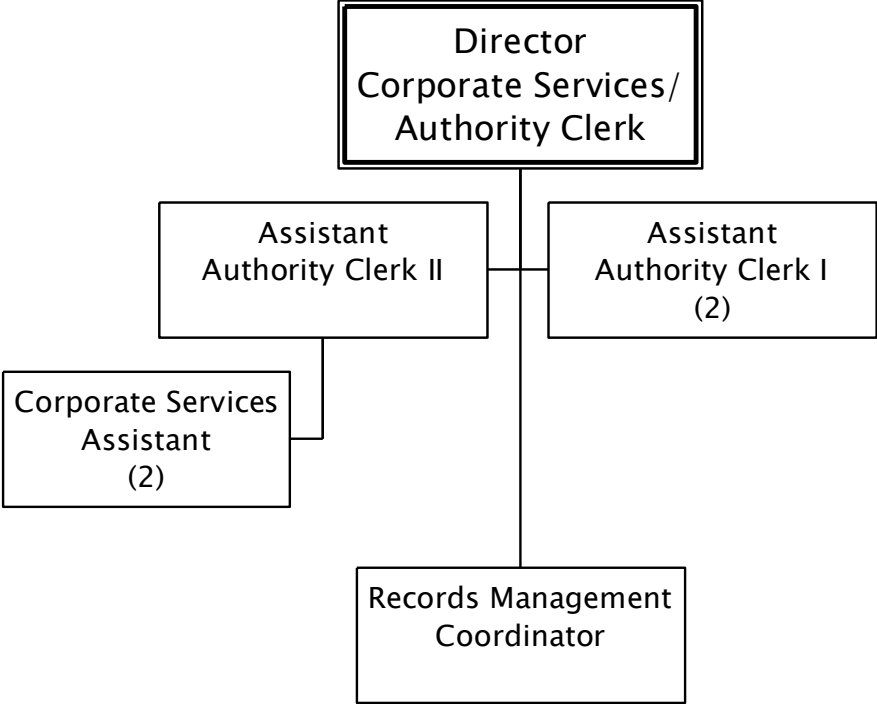 Director
Corporate Services/
Authority Clerk
Assistant
Authority Clerk II
Assistant
Authority Clerk I
(2)
Corporate Services
Assistant
(2)
Records Management
Coordinator